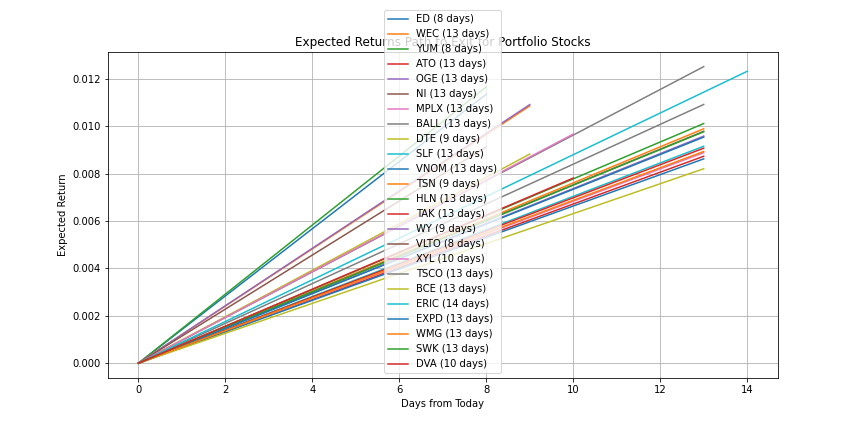 Expected Returns Path to Exit for Portfolio Stocks
ED (8 days)
WEC (13 days)
YUM (8 days)
ATO (13 days)
OGE (13 days)
NI (13 days)
MPLX (13 days)
BALL (13 days)
DTE (9 days)
SLF (13 days)
VNOM (13 days)
TSN (9 days)
HLN (13 days)
TAK (13 days)
WY (9 days)
VLTO (8 days)
XYL (10 days)
TSCO (13 days)
BCE (13 days)
ERIC (14 days)
EXPD (13 days)
WMG (13 days)
SWK (13 days)
DVA (10 days)
Expected Return
0.012
0.010
0.008
0.006
0.004
0.002
0.000
0 2 4 6 8 10 12 14
Days from Today